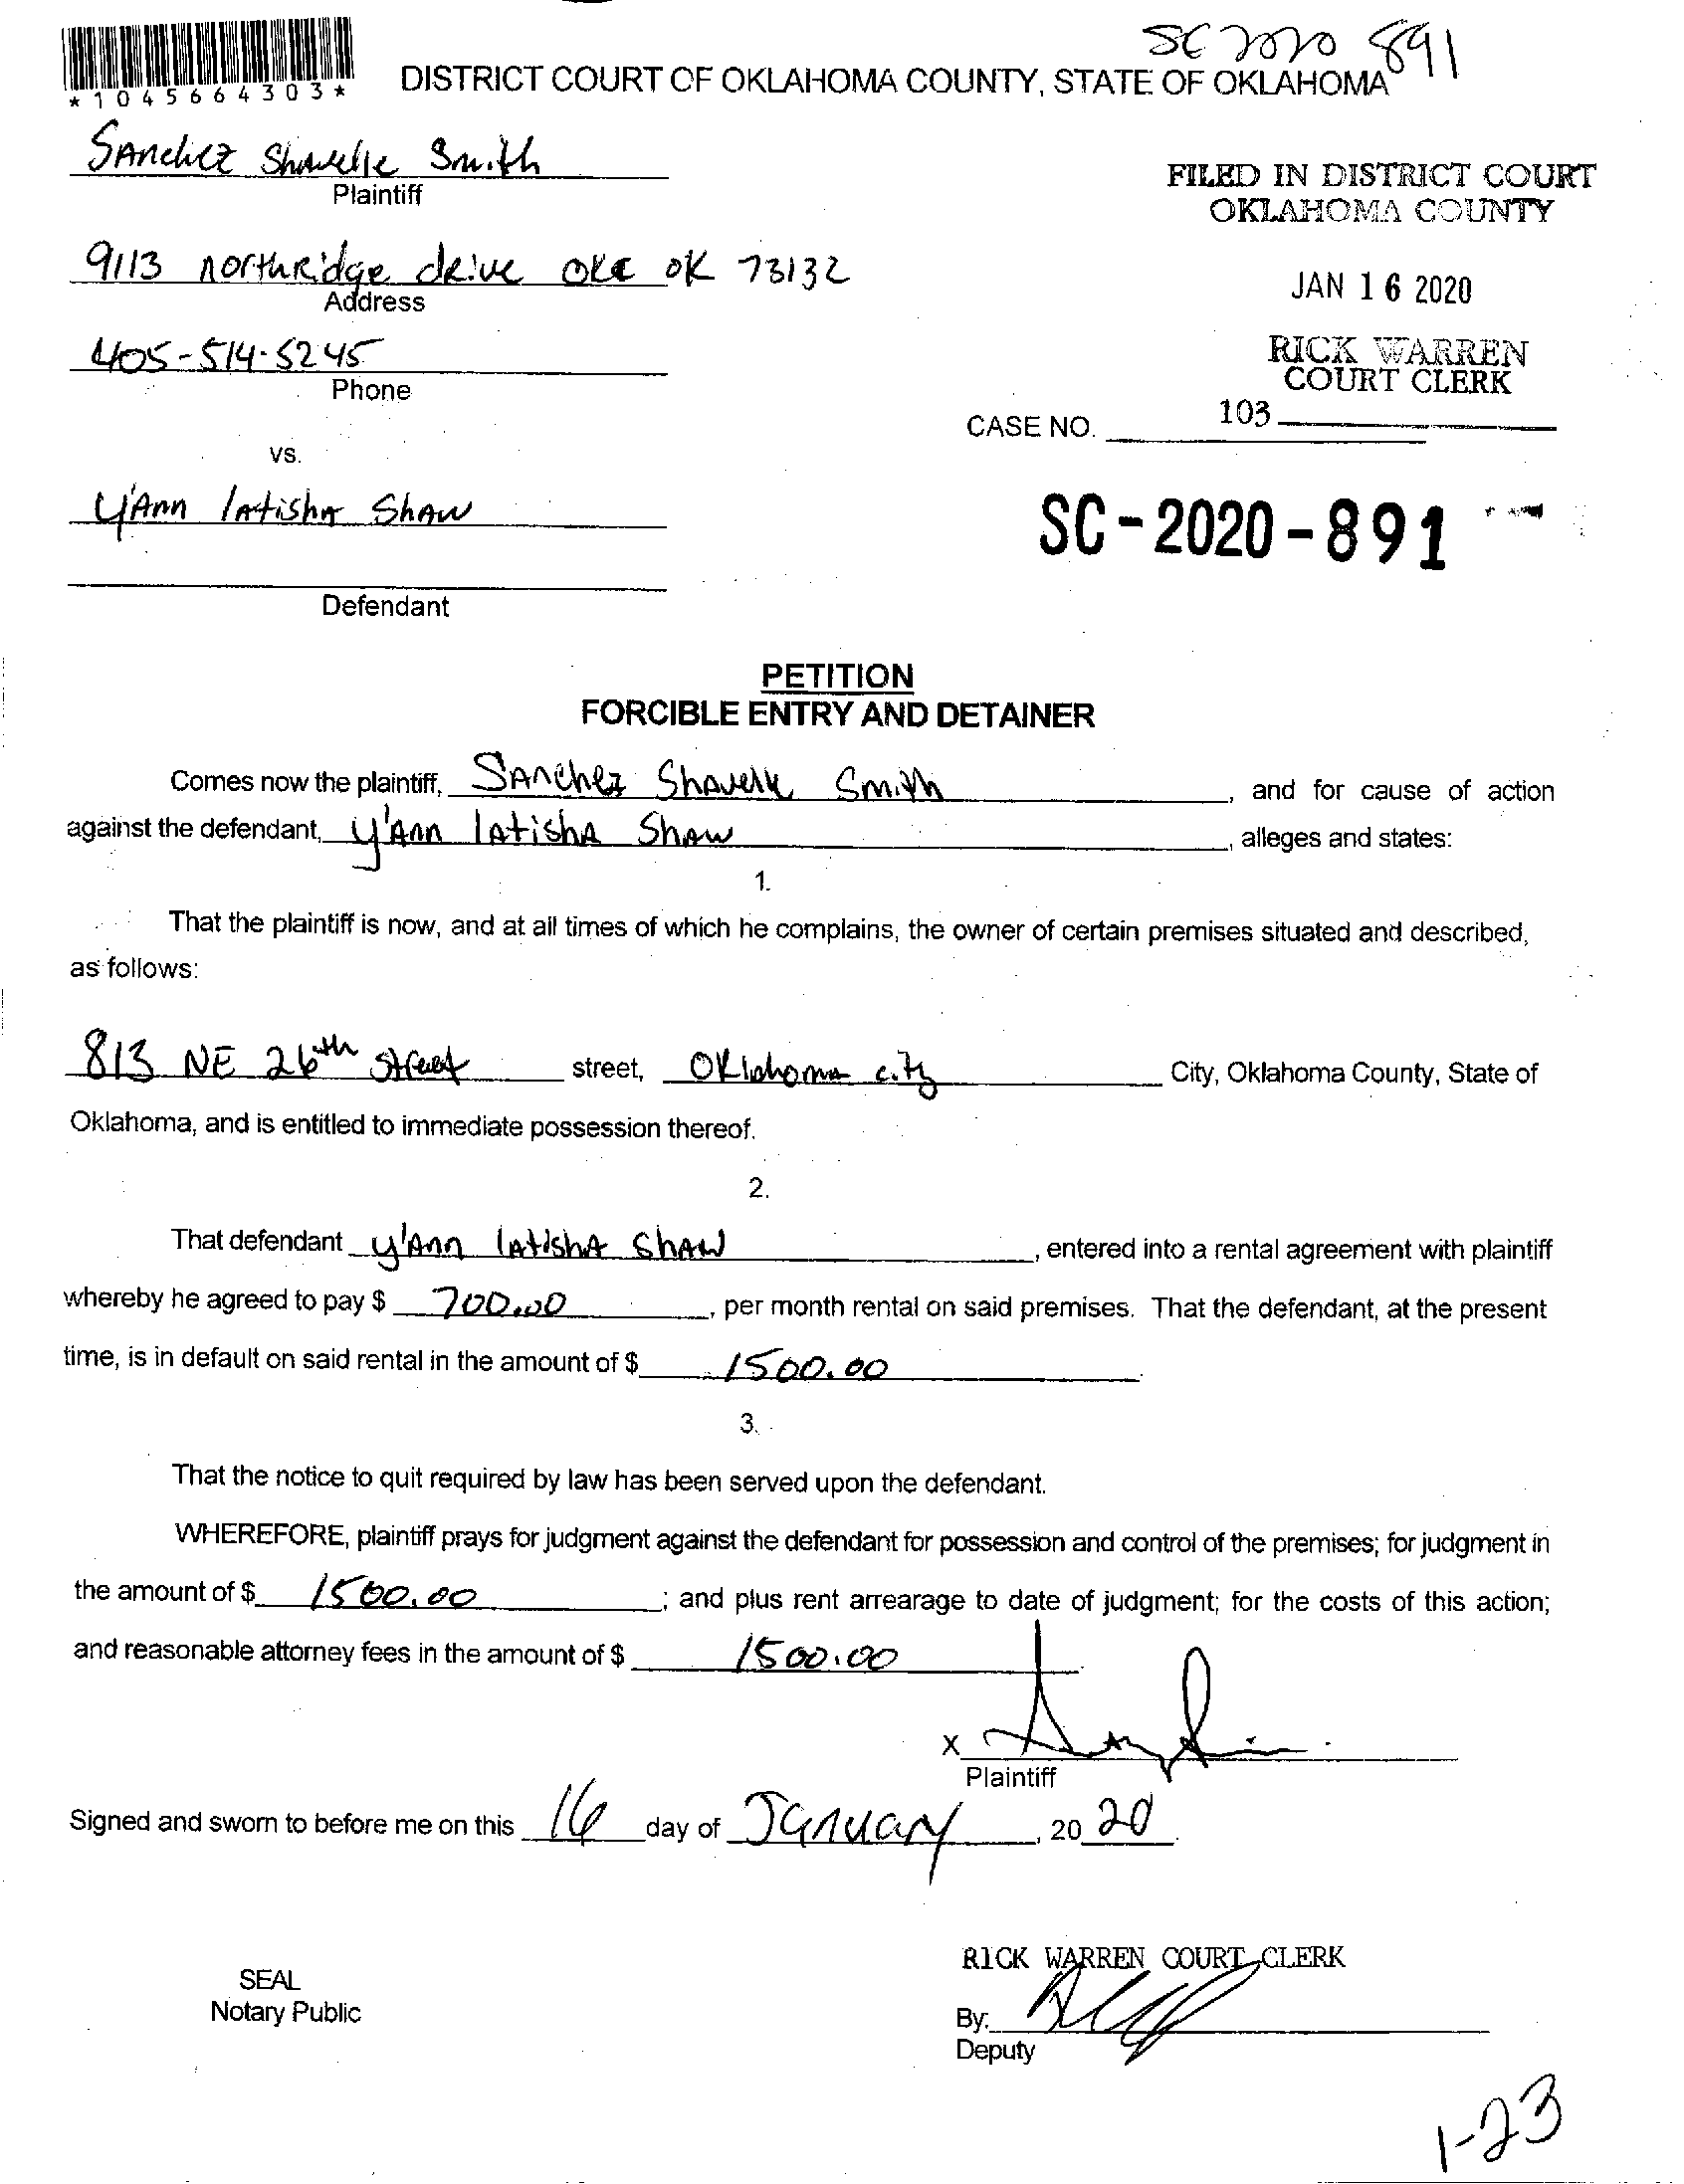 SC 2020 891
*1045664303*
DISTRICT COURT OF OKLAHOMA COUNTY, STATE OF OKLAHOMA
SAnchez Shavelle Smith
Plaintiff
FILED IN DISTRICT COURT
OKLAHOMA COUNTY
9113 northRidge dRive OKC OK 73132
Address
JAN 16 2020
405-514-5245
Phone
RICK WARREN
COURT CLERK
CASE NO. 103
vs.
Y'Ann lAtishA ShAw
SC-2020-891
Defendant
PETITION
FORCIBLE ENTRY AND DETAINER
Comes now the plaintiff, SAnchez ShAvelle Smith, and for cause of action
against the defendant, Y'Ann lAtishA ShAw, alleges and states:
1.
That the plaintiff is now, and at all times of which he complains, the owner of certain premises situated and described,
as follows:
813 NE 26th street street, Oklahoma city City, Oklahoma County, State of
Oklahoma, and is entitled to immediate possession thereof.
2.
That defendant y'Ann lAtishA ShAw, entered into a rental agreement with plaintiff
whereby he agreed to pay $ 700.00, per month rental on said premises. That the defendant, at the present
time, is in default on said rental in the amount of $ 1500.00
3.
That the notice to quit required by law has been served upon the defendant.
WHEREFORE, plaintiff prays for judgment against the defendant for possession and control of the premises; for judgment in
the amount of $ 1500.00; and plus rent arrearage to date of judgment; for the costs of this action;
and reasonable attorney fees in the amount of $ 1500.00
X
Plaintiff
Signed and sworn to before me on this 16 day of January, 2020
RICK WARREN COURT CLERK
SEAL
Notary Public
By:
Deputy
1-23